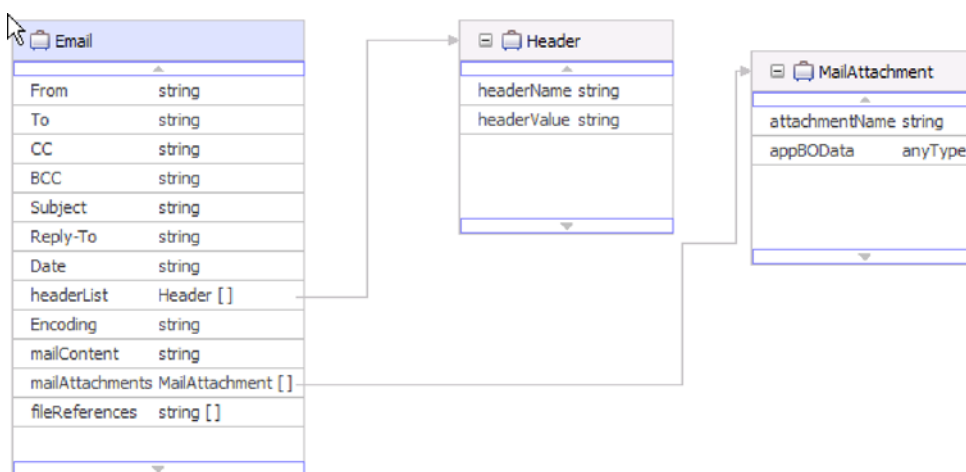 Email
From string
To string
CC string
BCC string
Subject string
Reply-To string
Date string
headerList Header [ ]
Encoding string
mailContent string
mailAttachments MailAttachment [ ]
fileReferences string [ ]
Header
headerName string
headerValue string
MailAttachment
attachmentName string
appBOData anyType